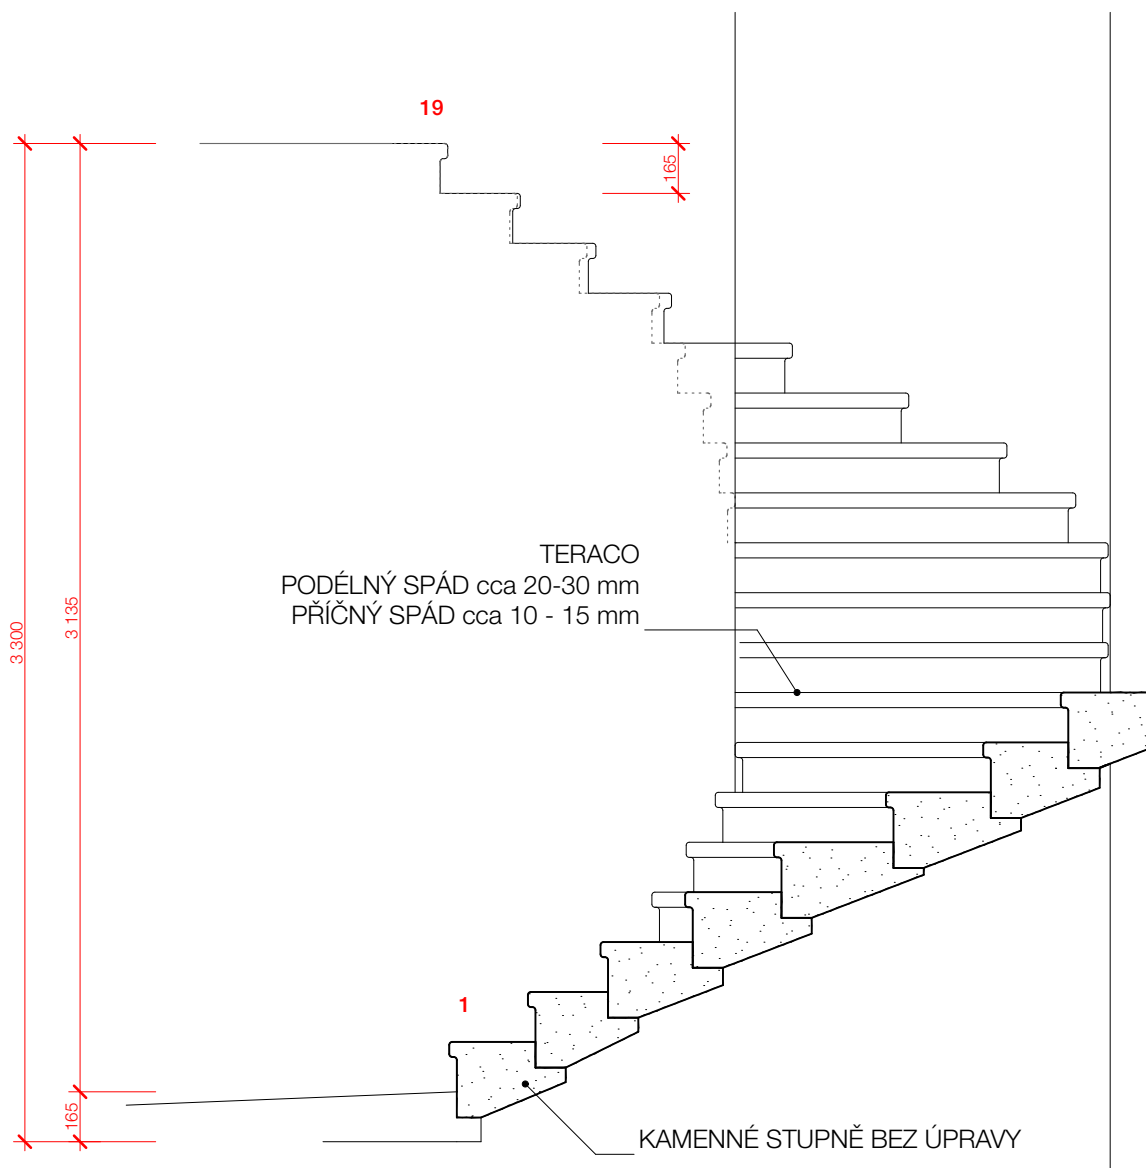 19
165
TERACO
PODÉLNÝ SPÁD cca 20-30 mm
PŘÍČNÝ SPÁD cca 10 - 15 mm
3 300
3 135
1
165
KAMENNÉ STUPNĚ BEZ ÚPRAVY